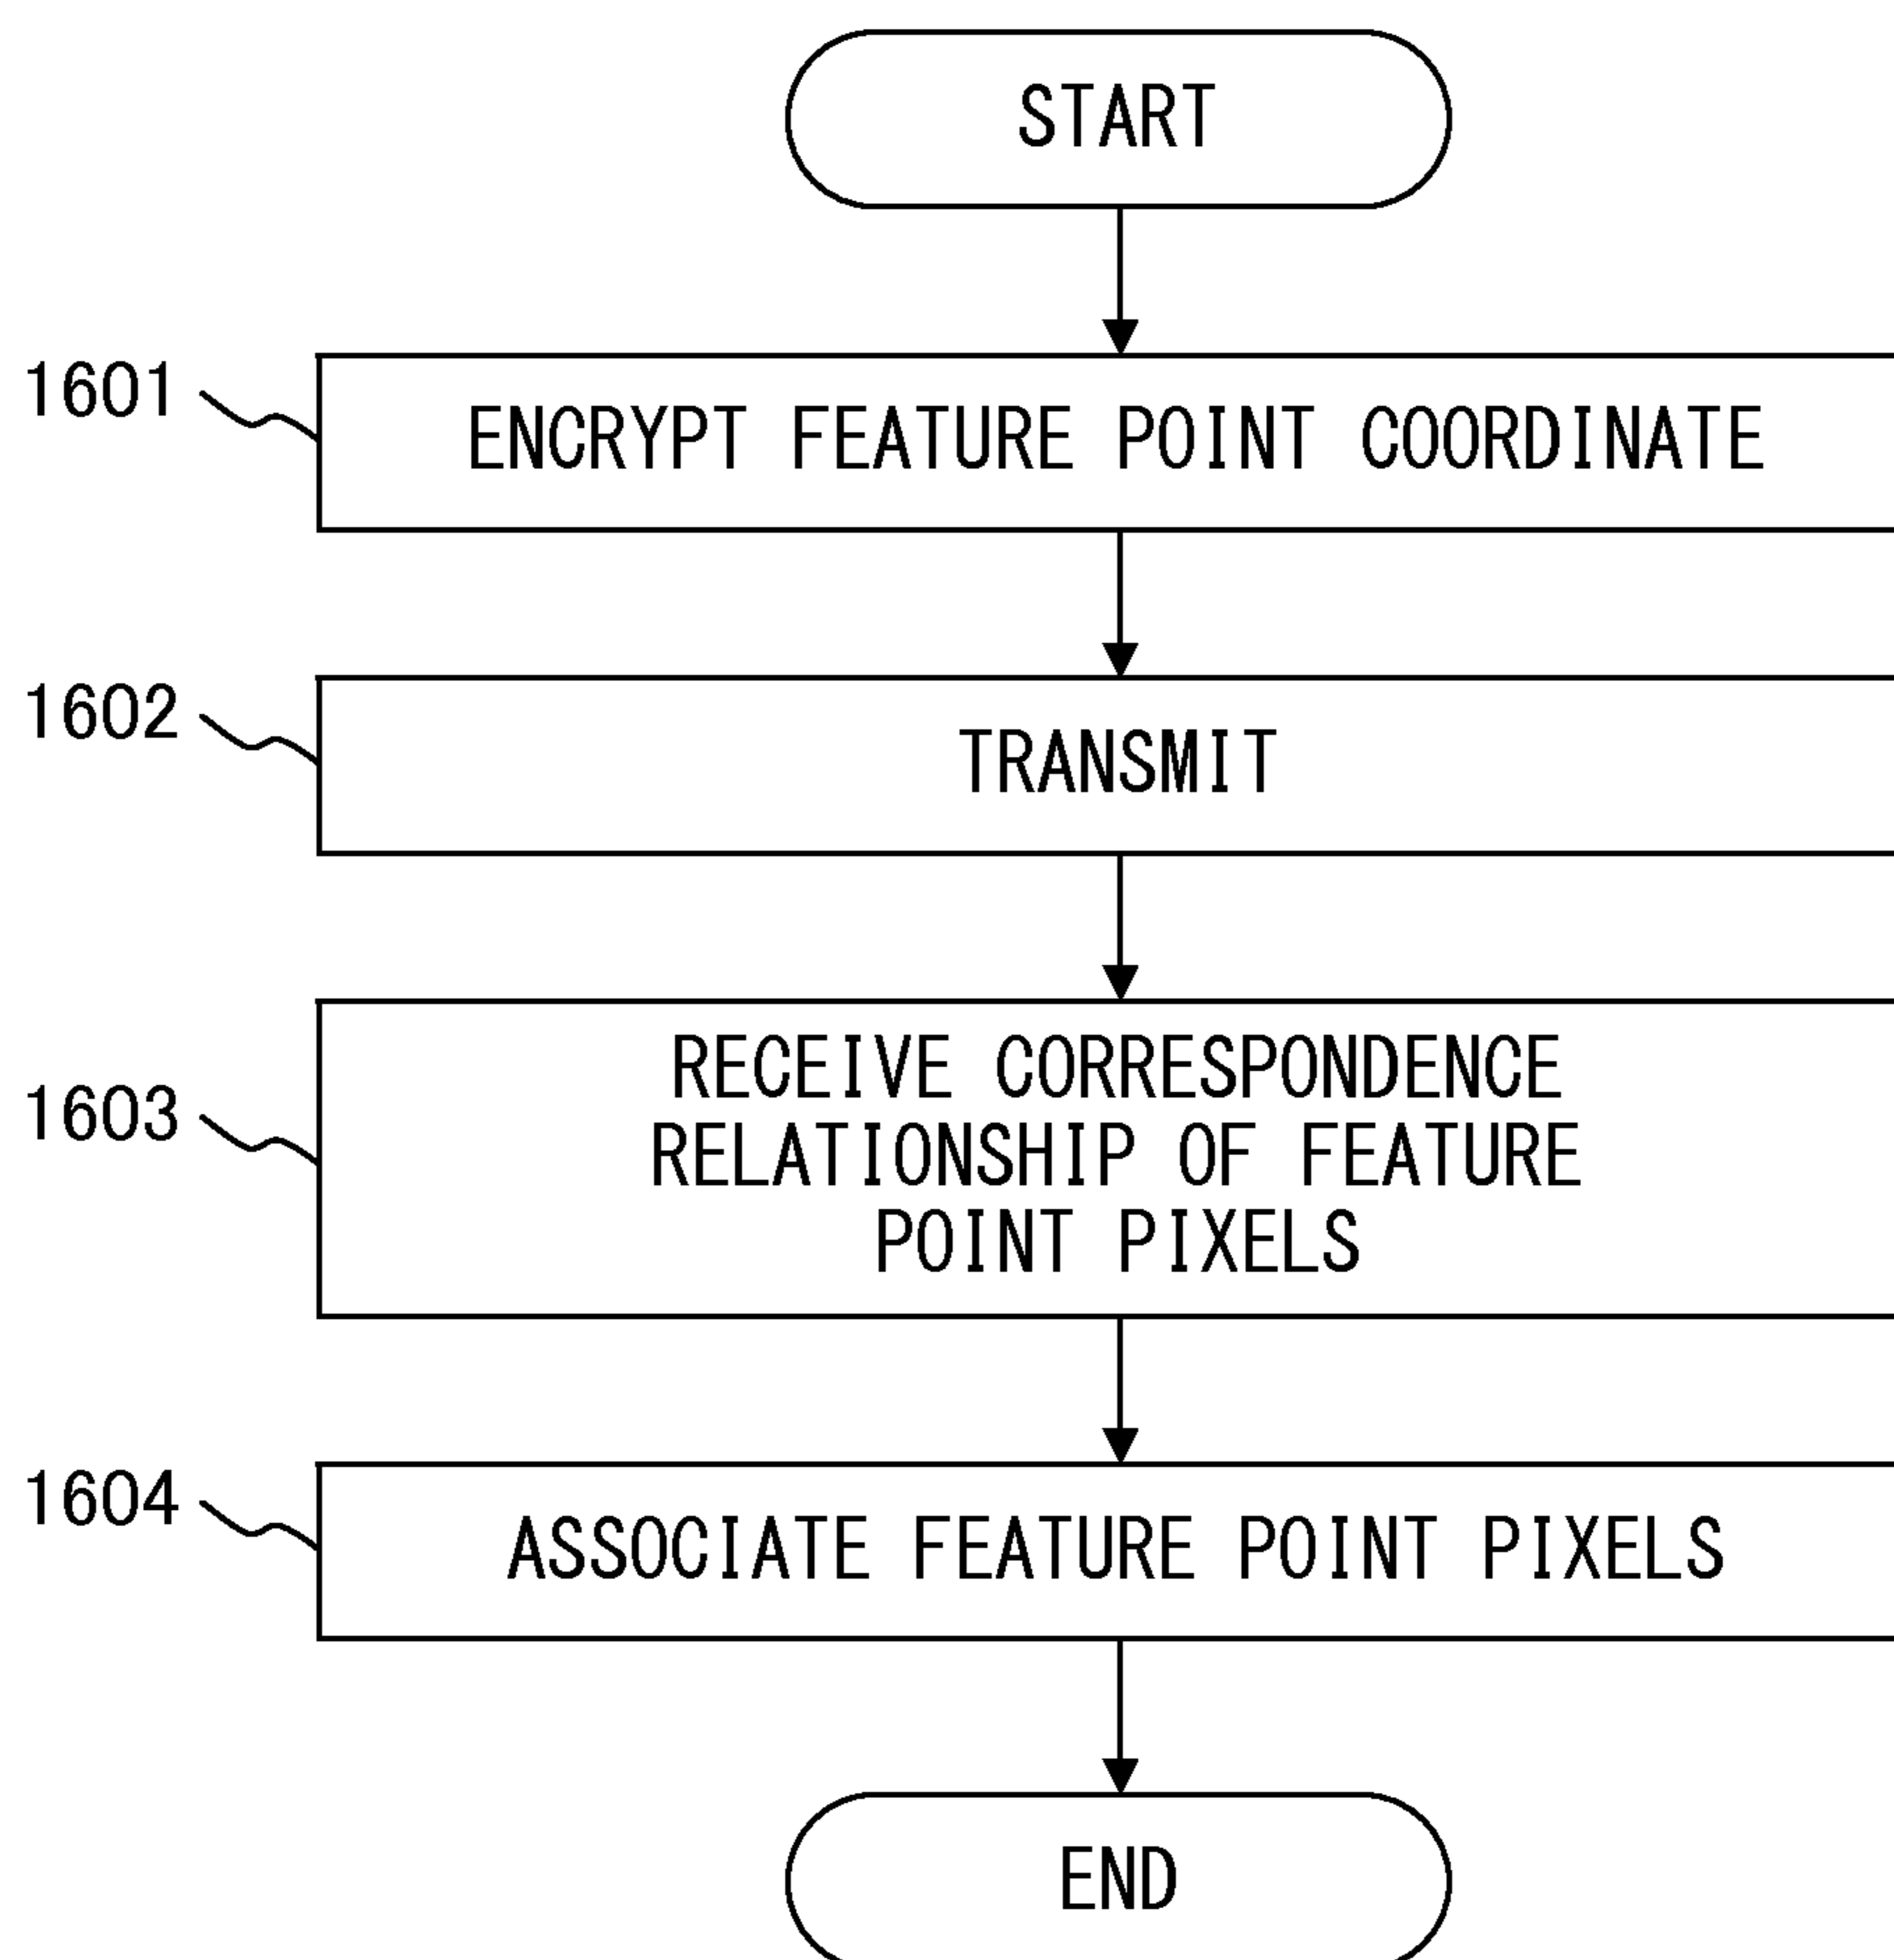 START
1601
ENCRYPT FEATURE POINT COORDINATE
1602
TRANSMIT
1603
RECEIVE CORRESPONDENCE
RELATIONSHIP OF FEATURE
POINT PIXELS
1604
ASSOCIATE FEATURE POINT PIXELS
END